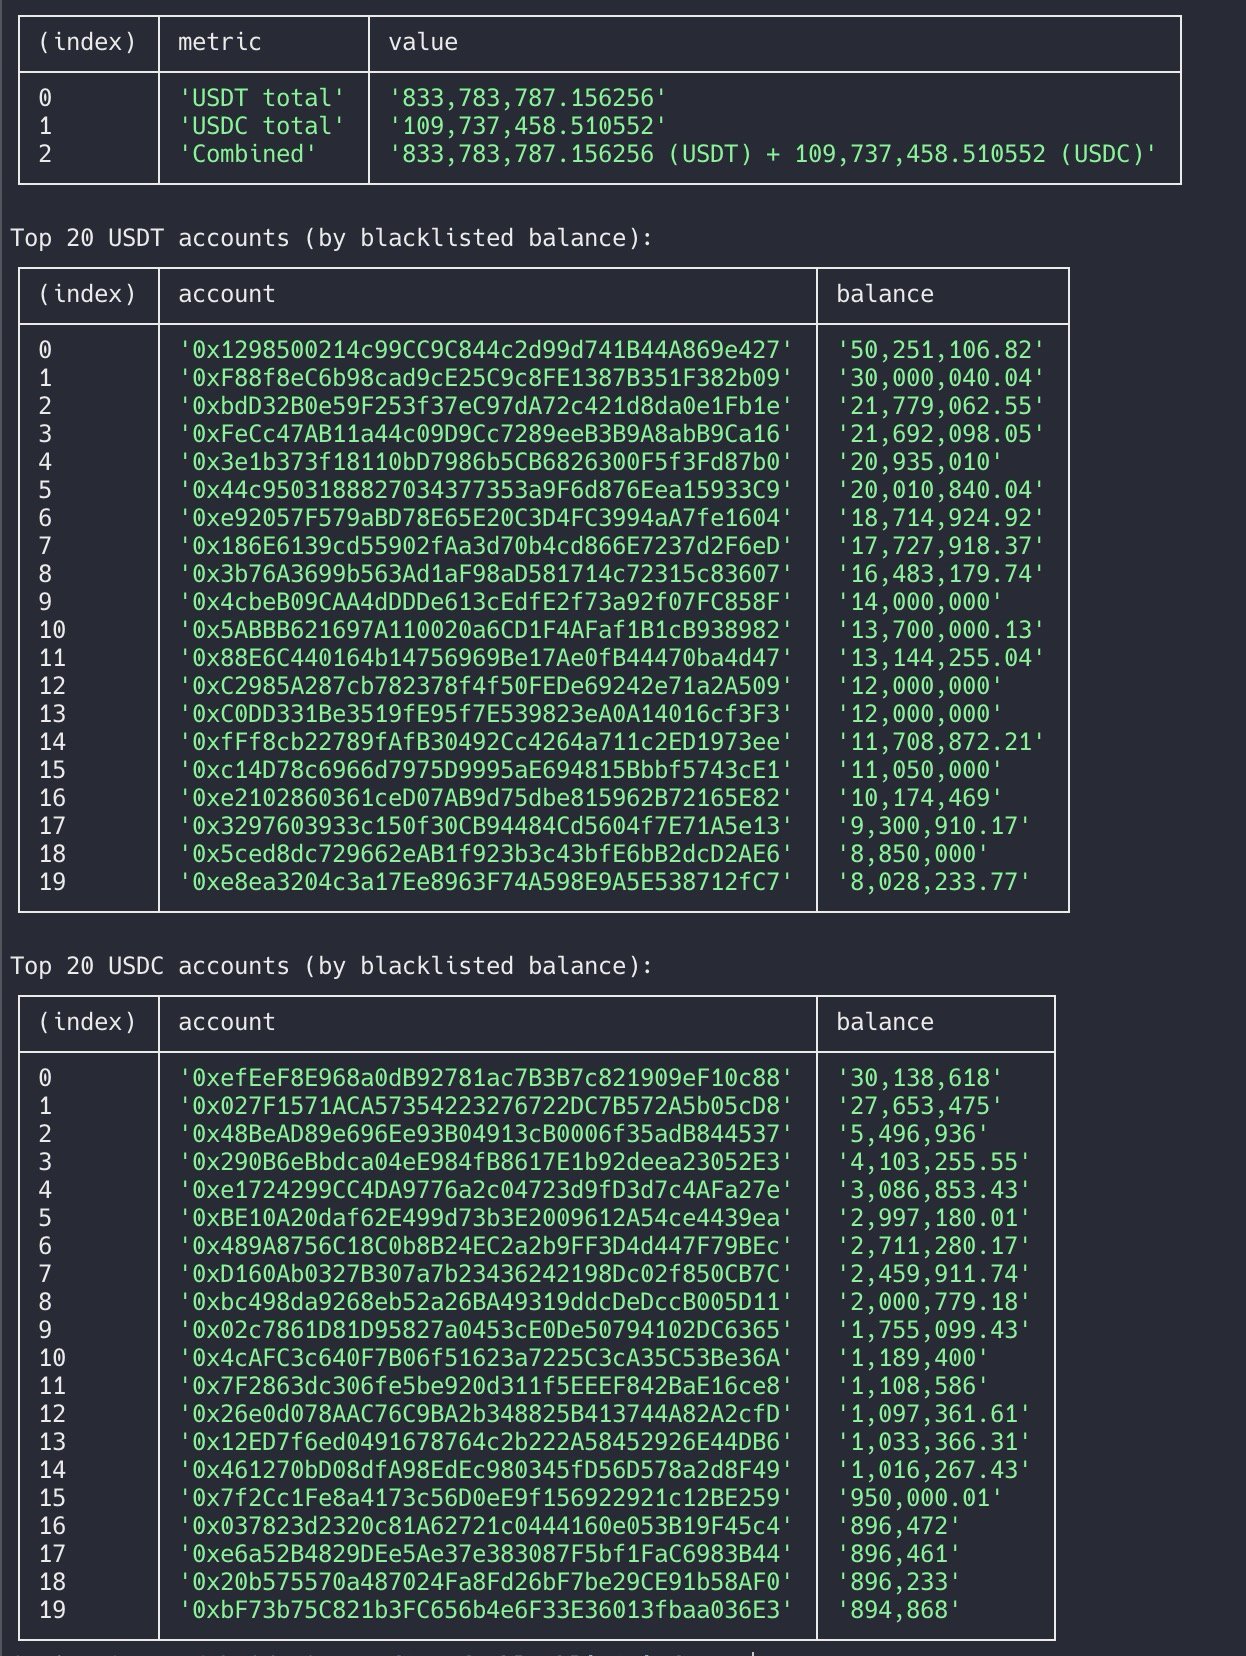 (index) metric value
0 'USDT total' '833,783,787.156256'
1 'USDC total' '109,737,458.510552'
2 'Combined' '833,783,787.156256 (USDT) + 109,737,458.510552 (USDC)'
Top 20 USDT accounts (by blacklisted balance):
(index) account balance
0 '0x1298500214c99CC9C844c2d99d741B44A869e427' '50,251,106.82'
1 '0xF88f8eC6b98cad9cE25C9c8FE1387B351F382b09' '30,000,040.04'
2 '0xbdD32B0e59F253f37eC97dA72c421d8da0e1Fb1e' '21,779,062.55'
3 '0xFeCc47AB11a44c09D9Cc7289eeB3B9A8abB9Ca16' '21,692,098.05'
4 '0x3e1b373f18110bD7986b5CB6826300F5f3Fd87b0' '20,935,010'
5 '0x44c9503188827034377353a9F6d876Eea15933C9' '20,010,840.04'
6 '0xe92057F579aBD78E65E20C3D4FC3994aA7fe1604' '18,714,924.92'
7 '0x186E6139cd55902fAa3d70b4cd866E7237d2F6eD' '17,727,918.37'
8 '0x3b76A3699b563Ad1aF98aD581714c72315c83607' '16,483,179.74'
9 '0x4cbeB09CAA4dDDDe613cEdfE2f73a92f07FC858F' '14,000,000'
10 '0x5ABBB621697A110020a6CD1F4AFaf1B1cB938982' '13,700,000.13'
11 '0x88E6C440164b14756969Be17Ae0fB44470ba4d47' '13,144,255.04'
12 '0xC2985A287cb782378f4f50FEDe69242e71a2A509' '12,000,000'
13 '0xC0DD331Be3519fE95f7E539823eA0A14016cf3F3' '12,000,000'
14 '0xfFf8cb22789fAfB30492Cc4264a711c2ED1973ee' '11,708,872.21'
15 '0xc14D78c6966d7975D9995aE694815Bbbf5743cE1' '11,050,000'
16 '0xe2102860361ceD07AB9d75dbe815962B72165E82' '10,174,469'
17 '0x3297603933c150f30CB94484Cd5604f7E71A5e13' '9,300,910.17'
18 '0x5ced8dc729662eAB1f923b3c43bfE6bB2dcD2AE6' '8,850,000'
19 '0xe8ea3204c3a17Ee8963F74A598E9A5E538712fC7' '8,028,233.77'
Top 20 USDC accounts (by blacklisted balance):
(index) account balance
0 '0xefEeF8E968a0dB92781ac7B3B7c821909eF10c88' '30,138,618'
1 '0x027F1571ACA57354223276722DC7B572A5b05cD8' '27,653,475'
2 '0x48BeAD89e696Ee93B04913cB0006f35adB844537' '5,496,936'
3 '0x290B6eBbdca04eE984fB8617E1b92deea23052E3' '4,103,255.55'
4 '0xe1724299CC4DA9776a2c04723d9fD3d7c4AFa27e' '3,086,853.43'
5 '0xBE10A20daf62E499d73b3E2009612A54ce4439ea' '2,997,180.01'
6 '0x489A8756C18C0b8B24EC2a2b9FF3D4d447F79BEc' '2,711,280.17'
7 '0xD160Ab0327B307a7b23436242198Dc02f850CB7C' '2,459,911.74'
8 '0xbc498da9268eb52a26BA49319ddcDeDccB005D11' '2,000,779.18'
9 '0x02c7861D81D95827a0453cE0De50794102DC6365' '1,755,099.43'
10 '0x4cAFC3c640F7B06f51623a7225C3cA35C53Be36A' '1,189,400'
11 '0x7F2863dc306fe5be920d311f5EEEF842BaE16ce8' '1,108,586'
12 '0x26e0d078AAC76C9BA2b348825B413744A82A2cfD' '1,097,361.61'
13 '0x12ED7f6ed0491678764c2b222A58452926E44DB6' '1,033,366.31'
14 '0x461270bD08dfA98EdEc980345fD56D578a2d8F49' '1,016,267.43'
15 '0x7f2Cc1Fe8a4173c56D0eE9f156922921c12BE259' '950,000.01'
16 '0x037823d2320c81A62721c0444160e053B19F45c4' '896,472'
17 '0xe6a52B4829DEe5Ae37e383087F5bf1FaC6983B44' '896,461'
18 '0x20b575570a487024Fa8Fd26bF7be29CE91b58AF0' '896,233'
19 '0xbF73b75C821b3FC656b4e6F33E36013fbaa036E3' '894,868'